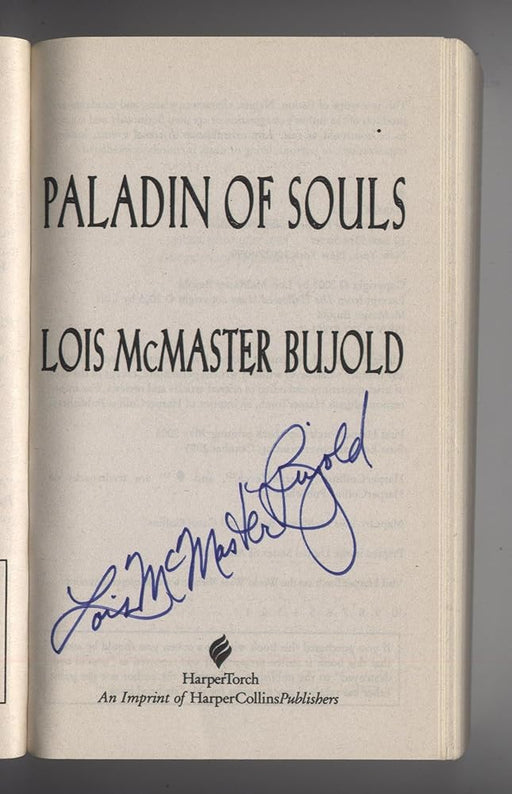 PALADIN OF SOULS
LOIS McMASTER BUJOLD
Lois McMaster Bujold
HarperTorch
An Imprint of HarperCollinsPublishers